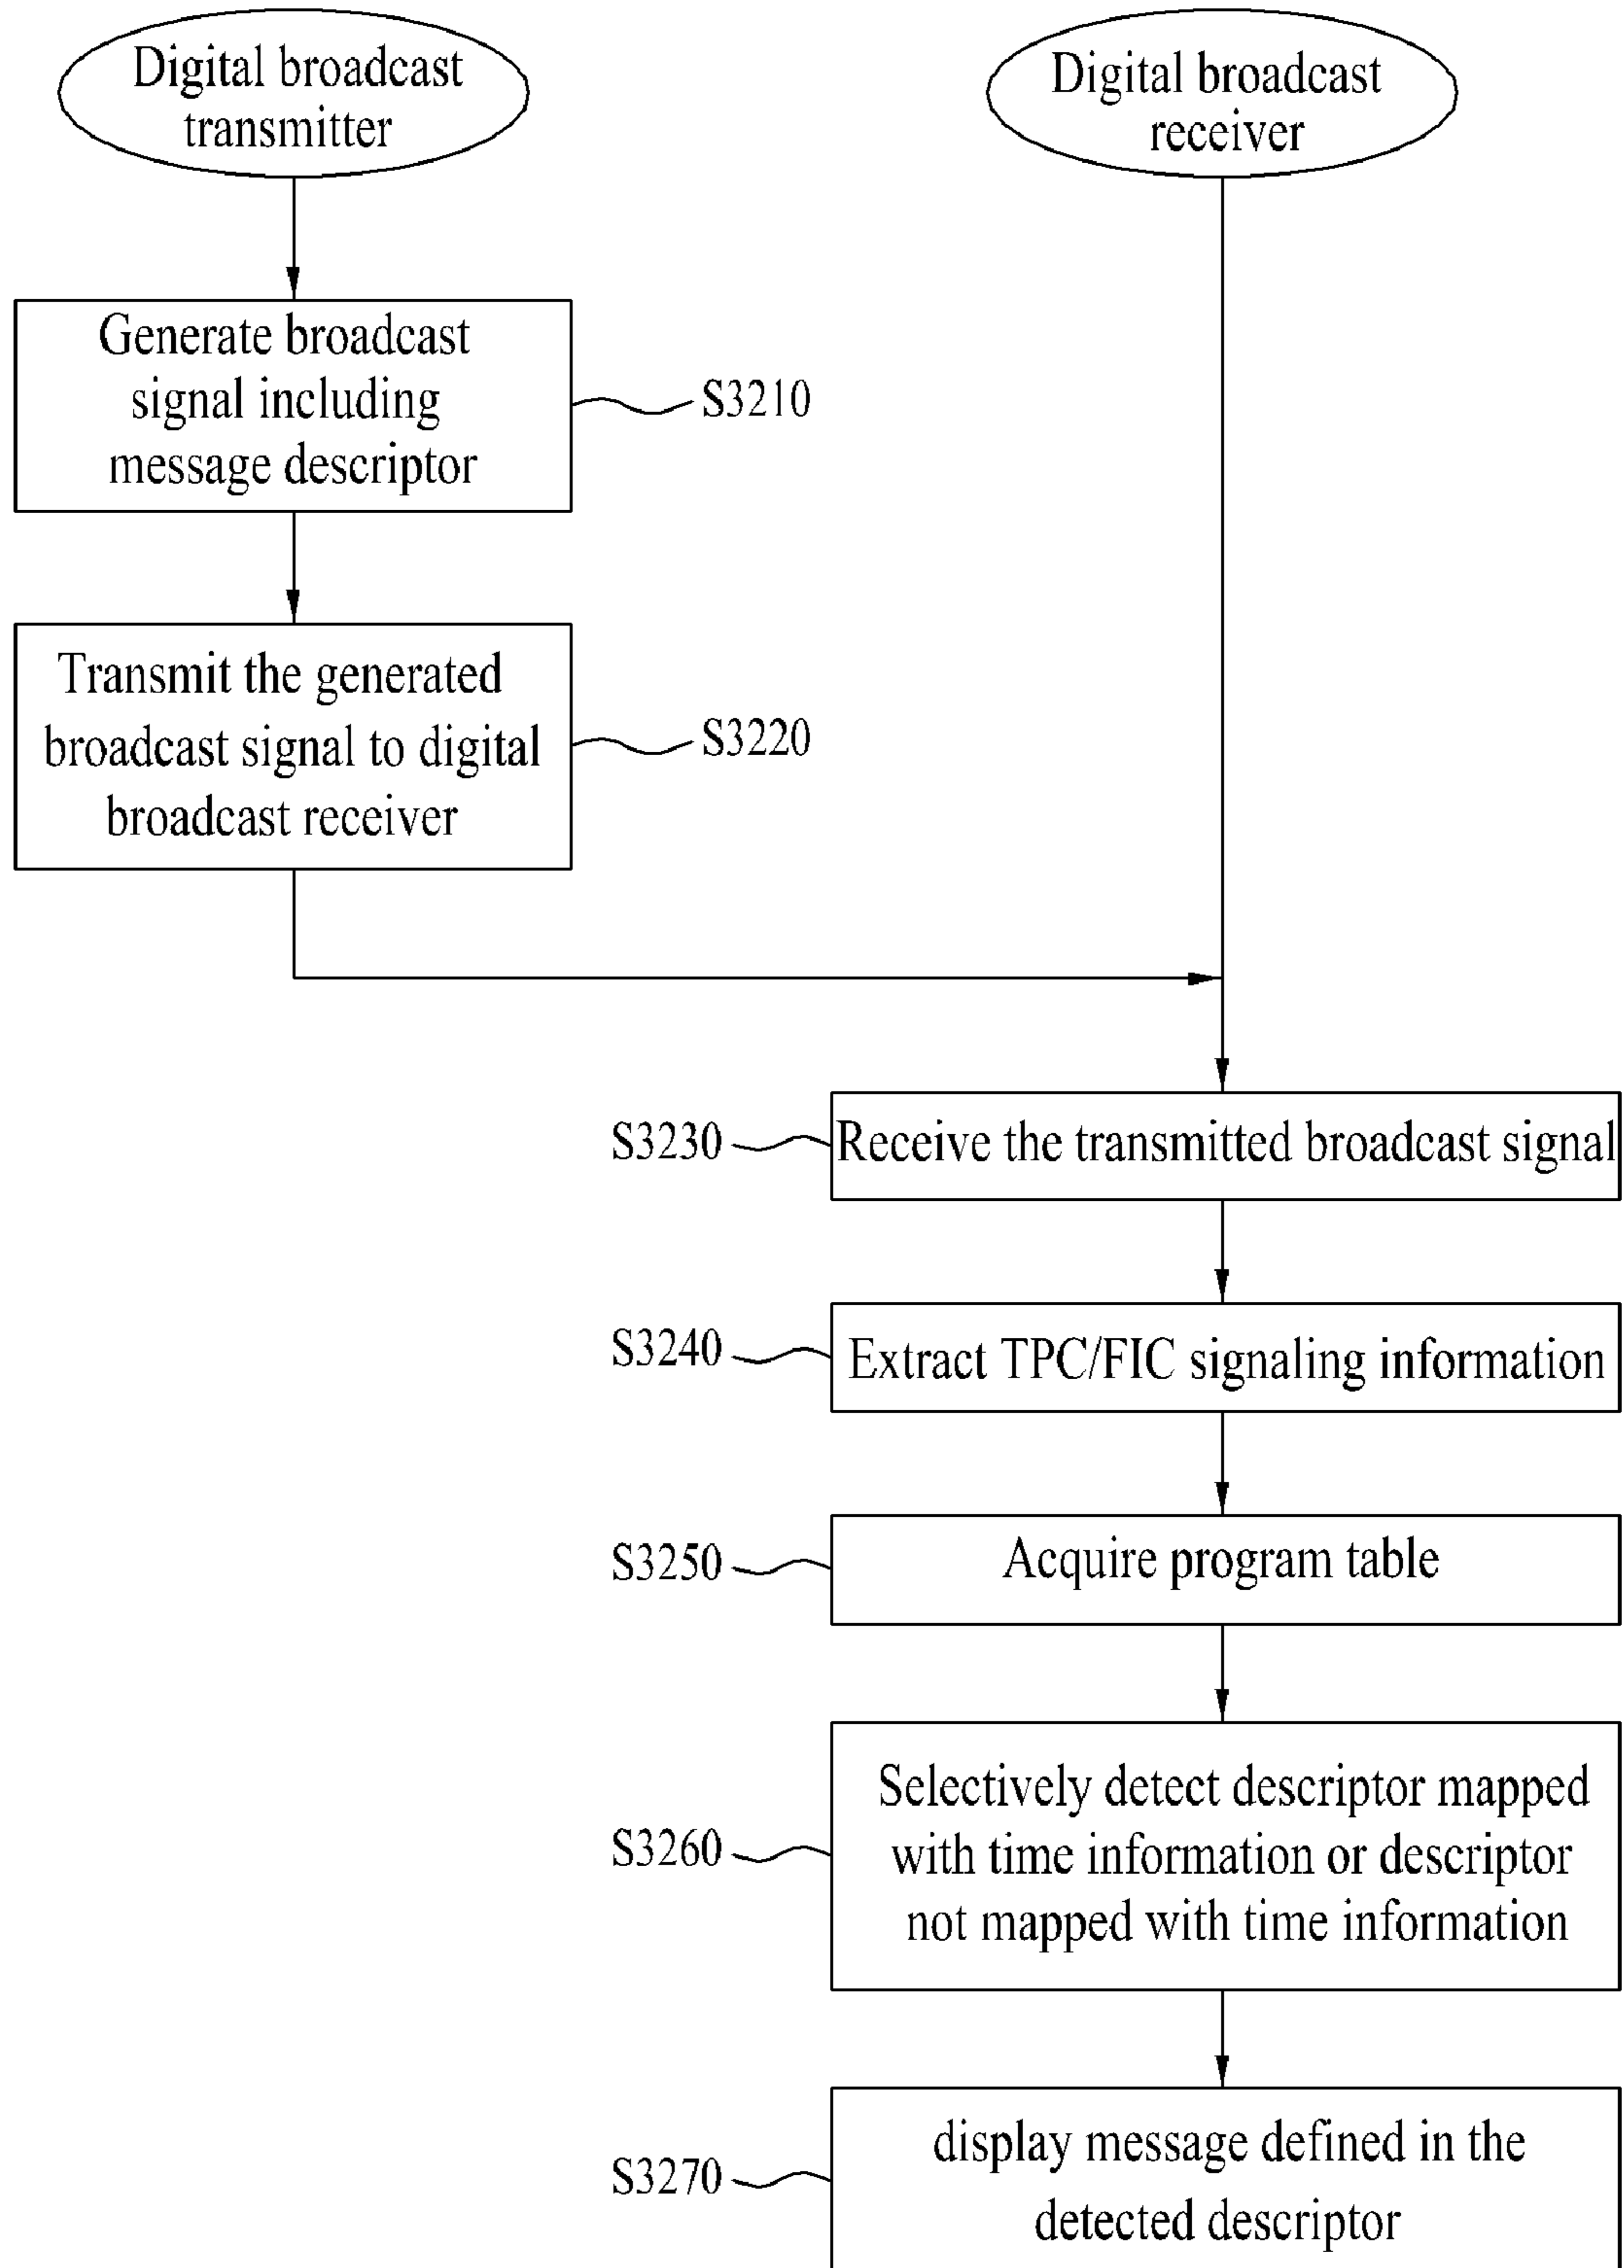 Digital broadcast
transmitter
Digital broadcast
receiver
Generate broadcast
signal including
message descriptor
S3210
Transmit the generated
broadcast signal to digital
broadcast receiver
S3220
S3230
Receive the transmitted broadcast signal
S3240
Extract TPC/FIC signaling information
S3250
Acquire program table
S3260
Selectively detect descriptor mapped
with time information or descriptor
not mapped with time information
S3270
display message defined in the
detected descriptor